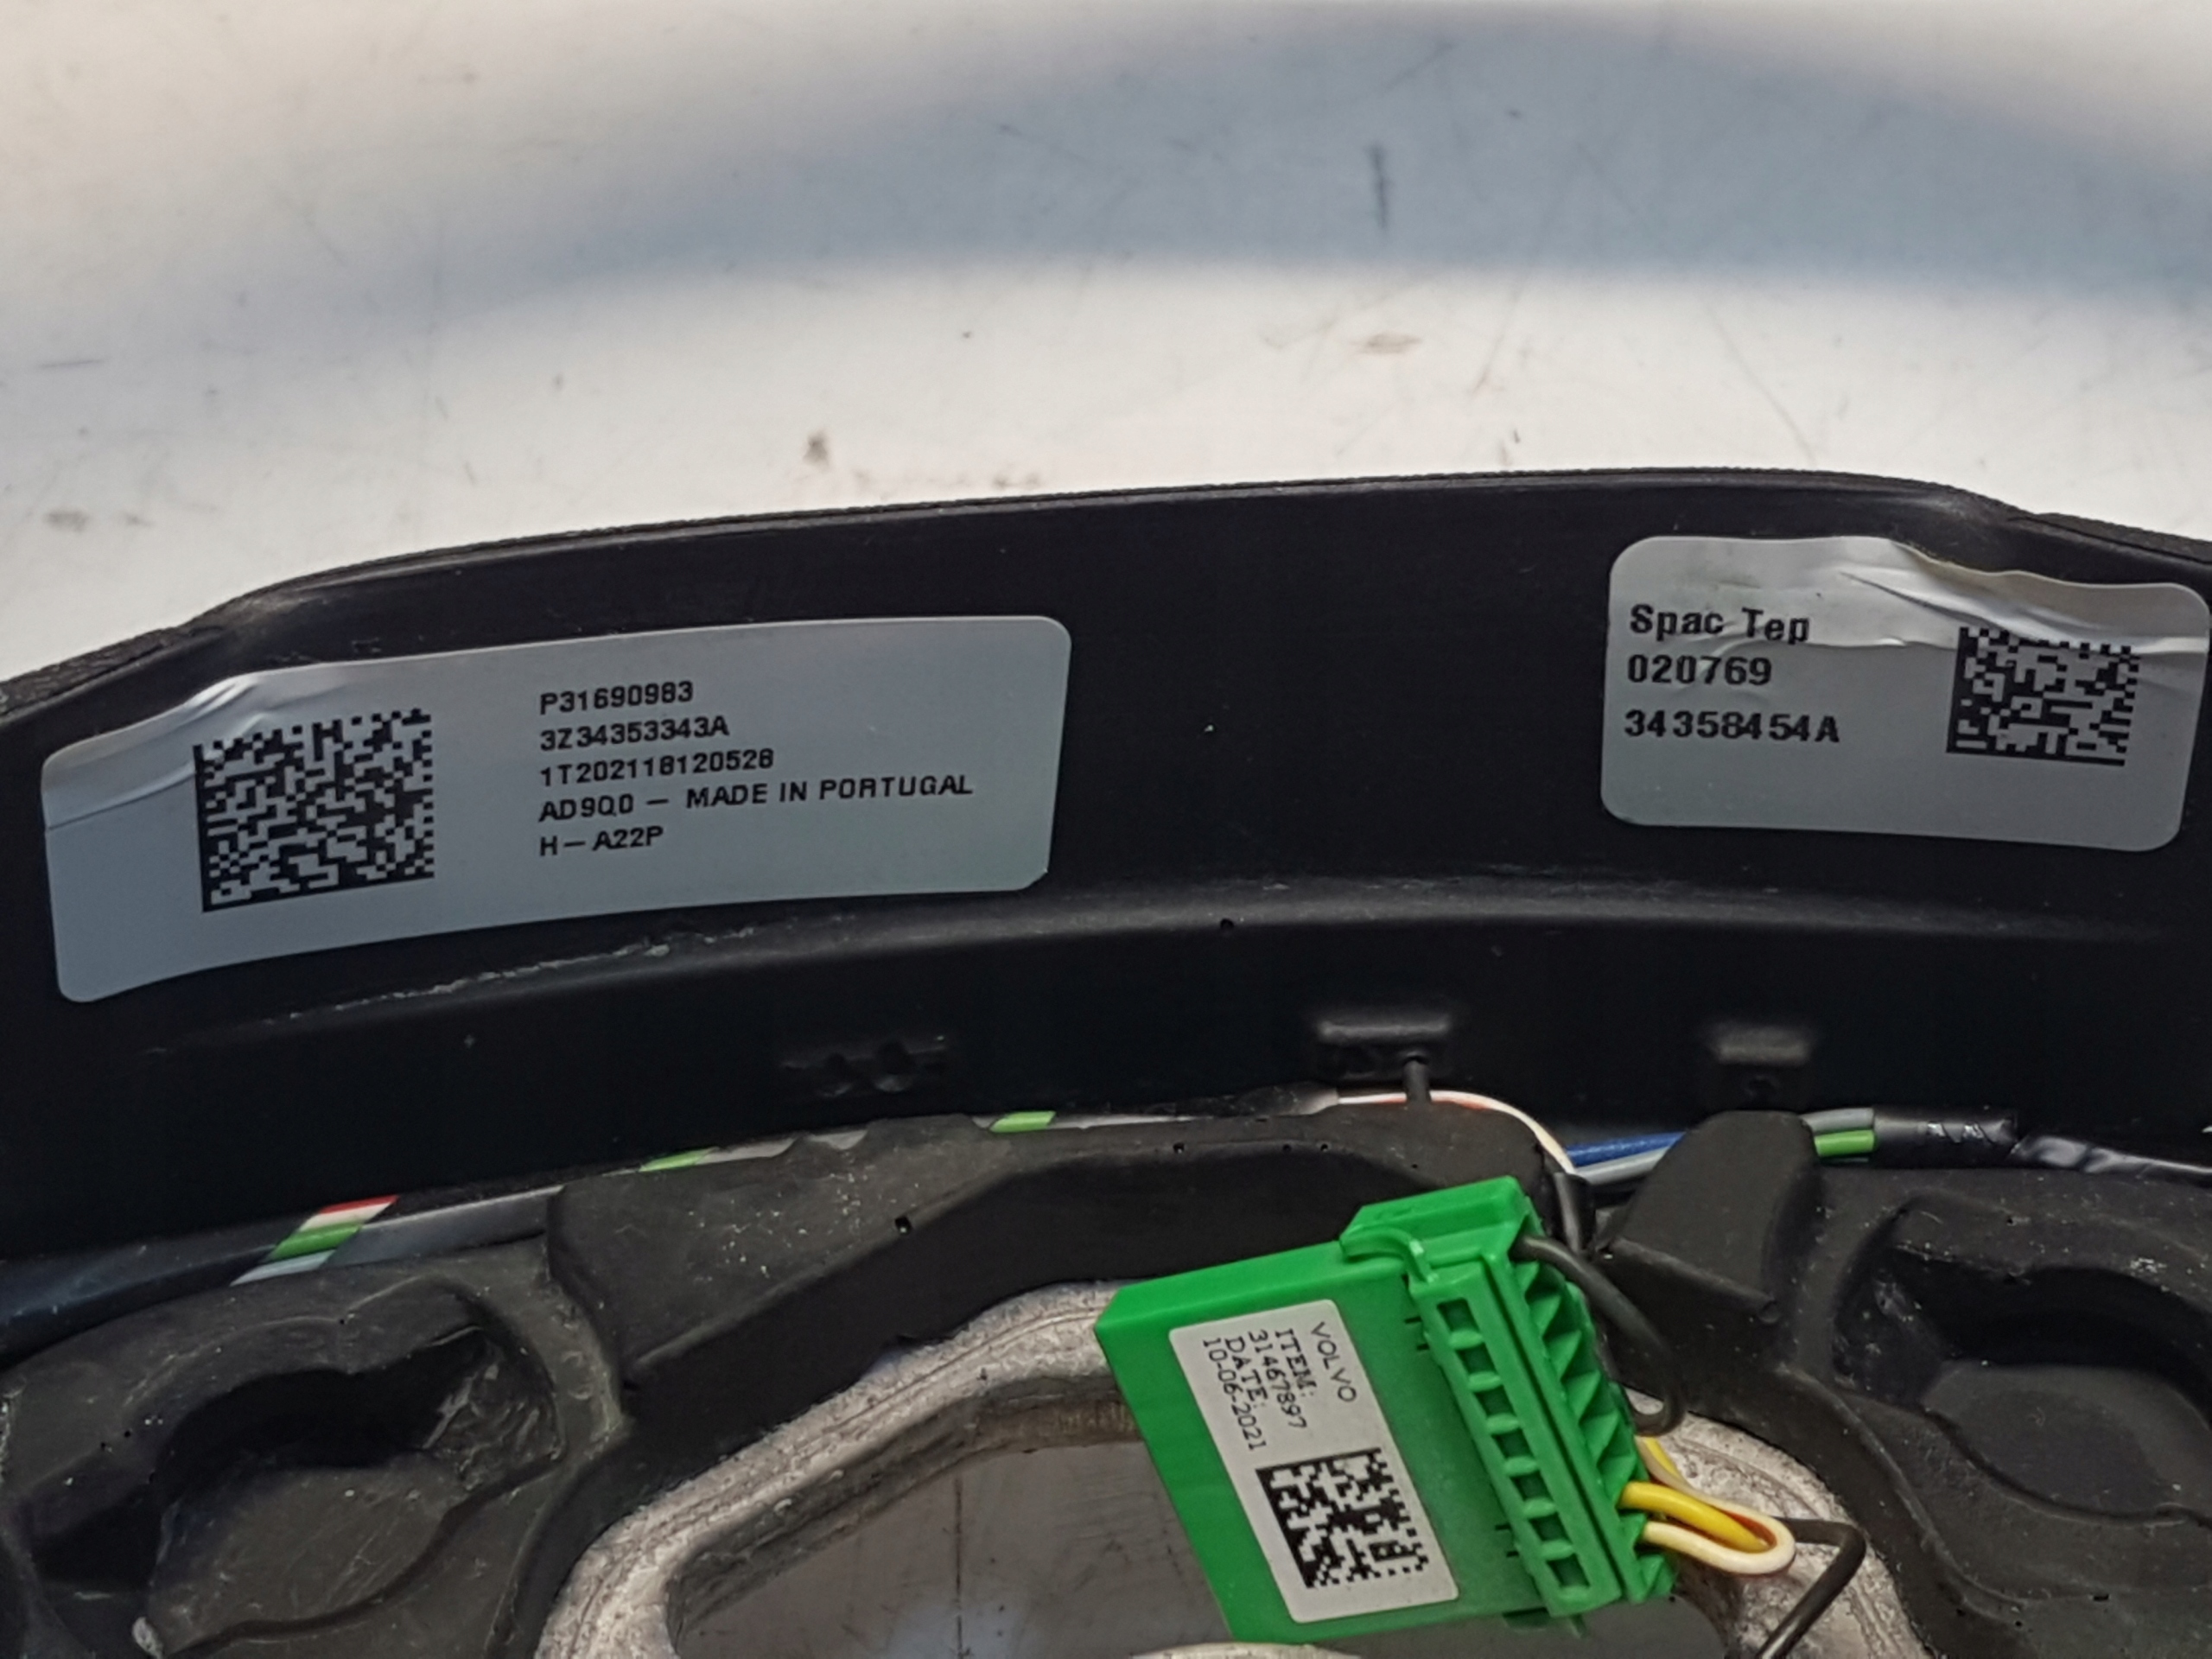 P31690983
3Z34353343A
1T202118120528
AD9Q0 – MADE IN PORTUGAL
H–A22P
Spac Tep
020769
34358454A
VOLVO
ITEM:
31467897
DATE:
10-06-2021